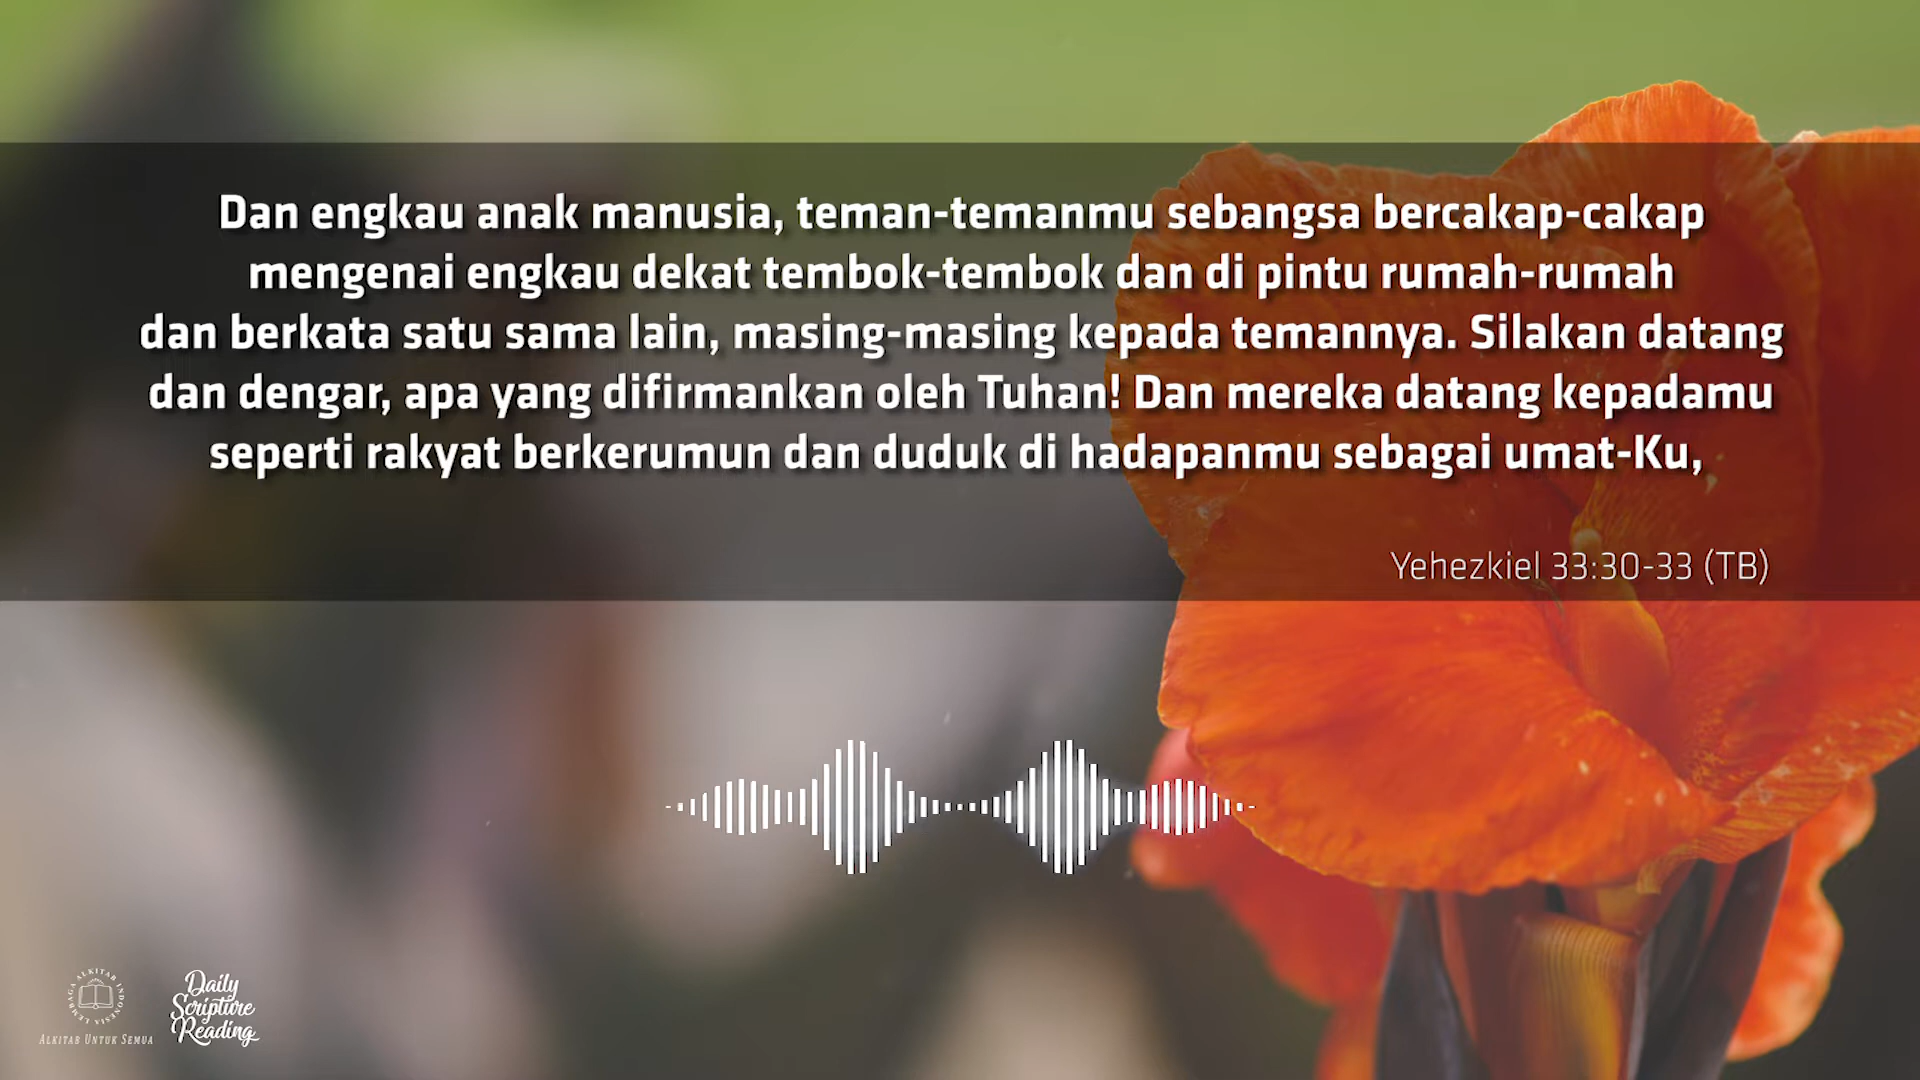 Dan engkau anak manusia, teman-temanmu sebangsa bercakap-cakap
mengenai engkau dekat tembok-tembok dan di pintu rumah-rumah
dan berkata satu sama lain, masing-masing kepada temannya. Silakan datang
dan dengar, apa yang difirmankan oleh Tuhan! Dan mereka datang kepadamu
seperti rakyat berkerumun dan duduk di hadapanmu sebagai umat-Ku,
Yehezkiel 33:30-33 (TB)
LEMBAGA ALKITAB INDONESIA
ALKITAB UNTUK SEMUA
Daily
Scripture
Reading